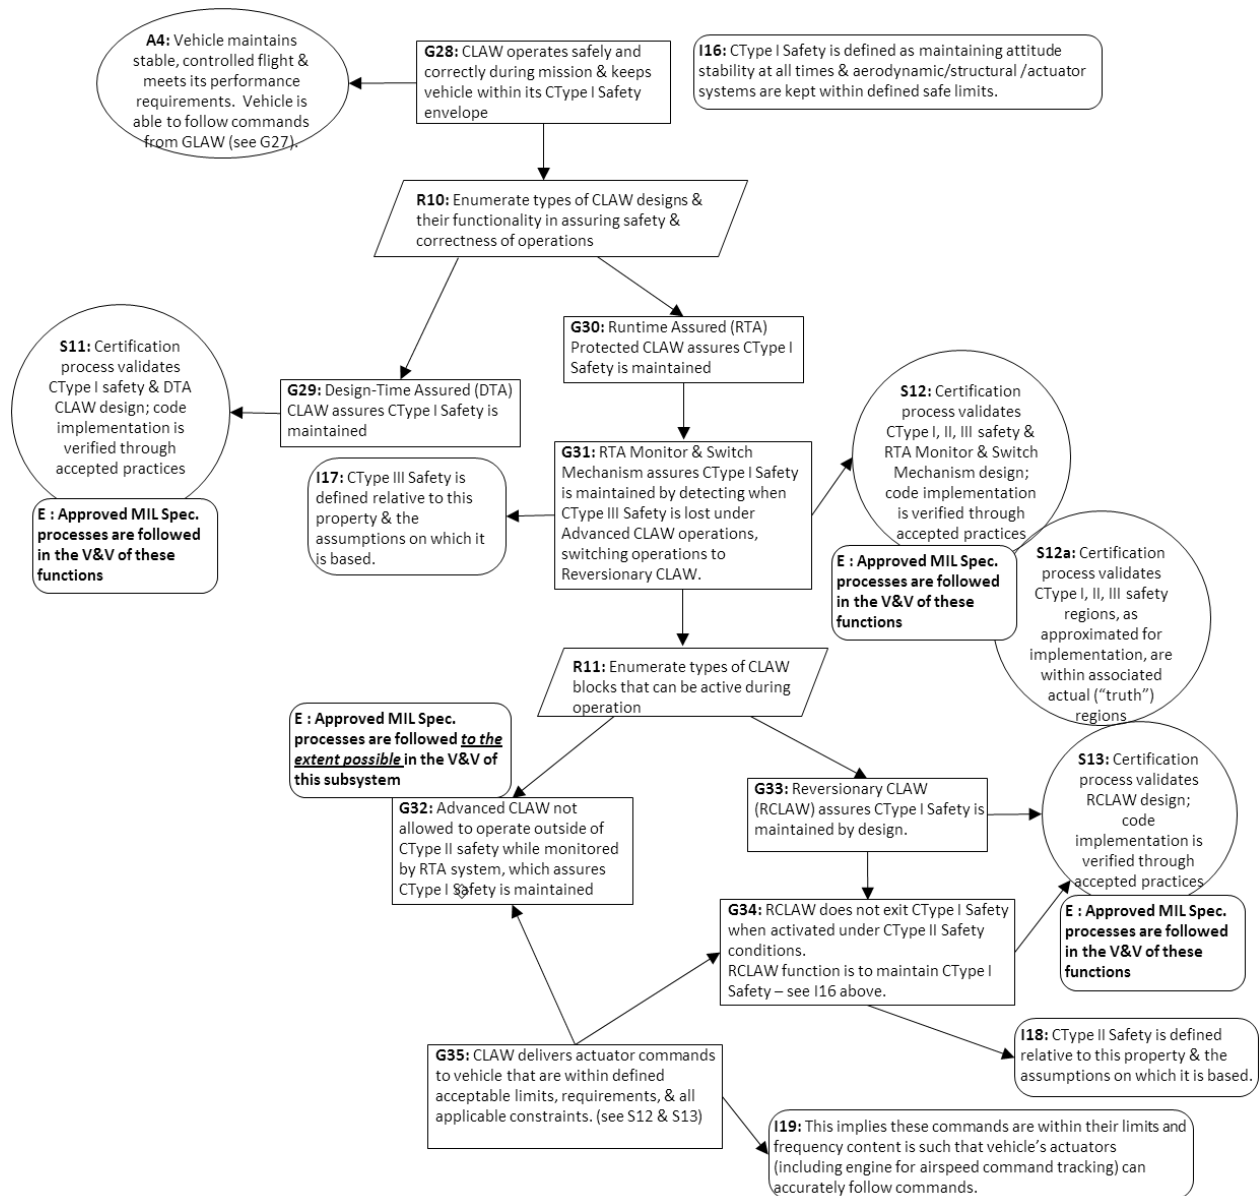 A4: Vehicle maintains
stable, controlled flight &
meets its performance
requirements. Vehicle is
able to follow commands
from GLAW (see G27).
G28: CLAW operates safely and
correctly during mission & keeps
vehicle within its CType I Safety
envelope
I16: CType I Safety is defined as maintaining attitude
stability at all times & aerodynamic/structural /actuator
systems are kept within defined safe limits.
R10: Enumerate types of CLAW designs &
their functionality in assuring safety &
correctness of operations
S11: Certification
process validates
CType I safety & DTA
CLAW design; code
implementation is
verified through
accepted practices
E : Approved MIL Spec.
processes are followed
in the V&V of these
functions
G29: Design-Time Assured (DTA)
CLAW assures CType I Safety is
maintained
G30: Runtime Assured (RTA)
Protected CLAW assures CType I
Safety is maintained
I17: CType III Safety is
defined relative to this
property & the
assumptions on which it
is based.
G31: RTA Monitor & Switch
Mechanism assures CType I Safety
is maintained by detecting when
CType III Safety is lost under
Advanced CLAW operations,
switching operations to
Reversionary CLAW.
S12: Certification
process validates
CType I, II, III safety &
RTA Monitor & Switch
Mechanism design;
code implementation
is verified through
accepted practices
E : Approved MIL Spec.
processes are followed
in the V&V of these
functions
S12a: Certification
process validates
CType I, II, III safety
regions, as
approximated for
implementation, are
within associated
actual (“truth”)
regions
R11: Enumerate types of CLAW
blocks that can be active during
operation
E : Approved MIL Spec.
processes are followed to the
extent possible in the V&V of
this subsystem
G32: Advanced CLAW not
allowed to operate outside of
CType II safety while monitored
by RTA system, which assures
CType I Safety is maintained
G33: Reversionary CLAW
(RCLAW) assures CType I Safety is
maintained by design.
S13: Certification
process validates
RCLAW design;
code
implementation is
verified through
accepted practices
E : Approved MIL Spec.
processes are followed
in the V&V of these
functions
G34: RCLAW does not exit CType I Safety
when activated under CType II Safety
conditions.
RCLAW function is to maintain CType I
Safety – see I16 above.
I18: CType II Safety is defined
relative to this property & the
assumptions on which it is based.
G35: CLAW delivers actuator commands
to vehicle that are within defined
acceptable limits, requirements, & all
applicable constraints. (see S12 & S13)
I19: This implies these commands are within their limits and
frequency content is such that vehicle’s actuators
(including engine for airspeed command tracking) can
accurately follow commands.